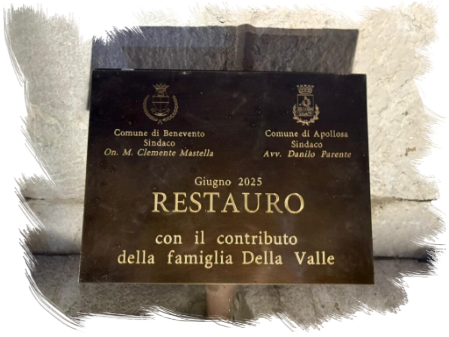 Comune di Benevento
Sindaco
On. M. Clemente Mastella
Comune di Apollosa
Sindaco
Avv. Danilo Parente
Giugno 2025
RESTAURO
con il contributo
della famiglia Della Valle